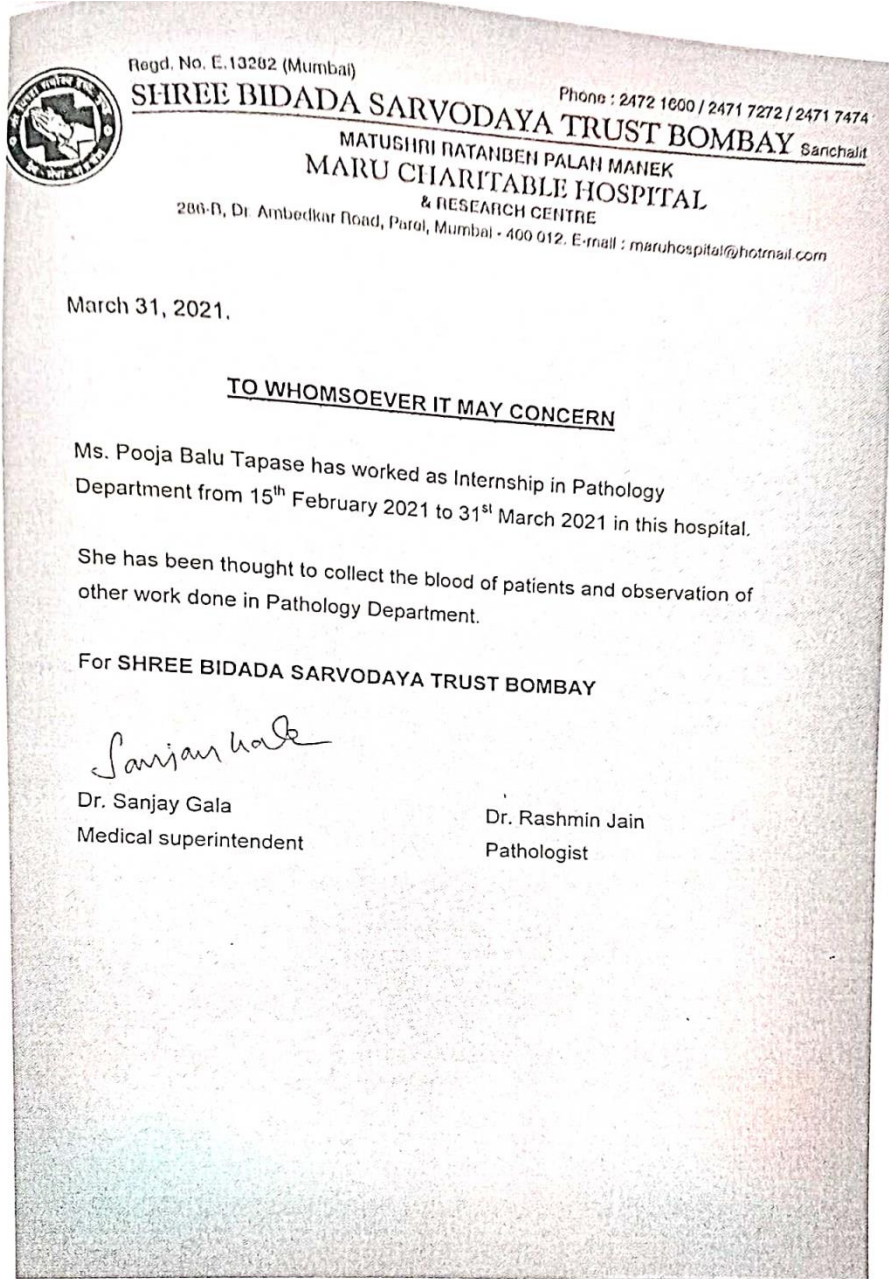 Regd. No. E.13282 (Mumbai)
Phone : 2472 1600 / 2471 7272 / 2471 7474
SHREE BIDADA SARVODAYA TRUST BOMBAY Sanchalit
MATUSHRI RATANBEN PALAN MANEK
MARU CHARITABLE HOSPITAL
& RESEARCH CENTRE
286-B, Dr. Ambedkar Road, Parel, Mumbai - 400 012. E-mail : maruhospital@hotmail.com
March 31, 2021.
TO WHOMSOEVER IT MAY CONCERN
Ms. Pooja Balu Tapase has worked as Internship in Pathology
Department from 15th February 2021 to 31st March 2021 in this hospital.
She has been thought to collect the blood of patients and observation of
other work done in Pathology Department.
For SHREE BIDADA SARVODAYA TRUST BOMBAY
Dr. Sanjay Gala
Medical superintendent
Dr. Rashmin Jain
Pathologist